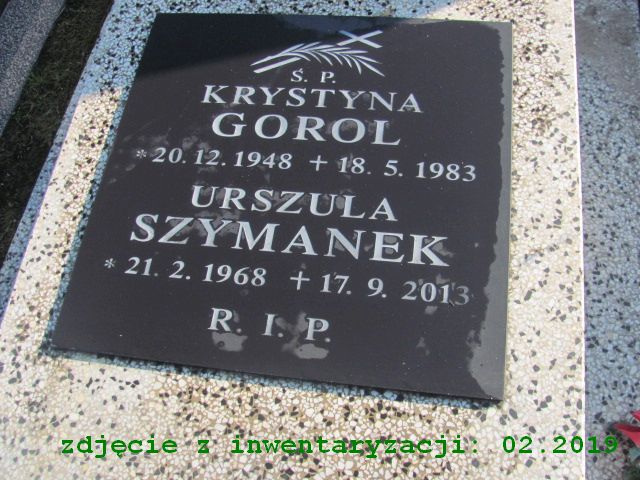 Ś. P.
KRYSTYNA
GOROL
* 20. 12. 1948 + 18. 5. 1983
URSZULA
SZYMANEK
* 21. 2. 1968 + 17. 9. 2013
R. I. P.
zdjęcie z inwentaryzacji: 02.2019